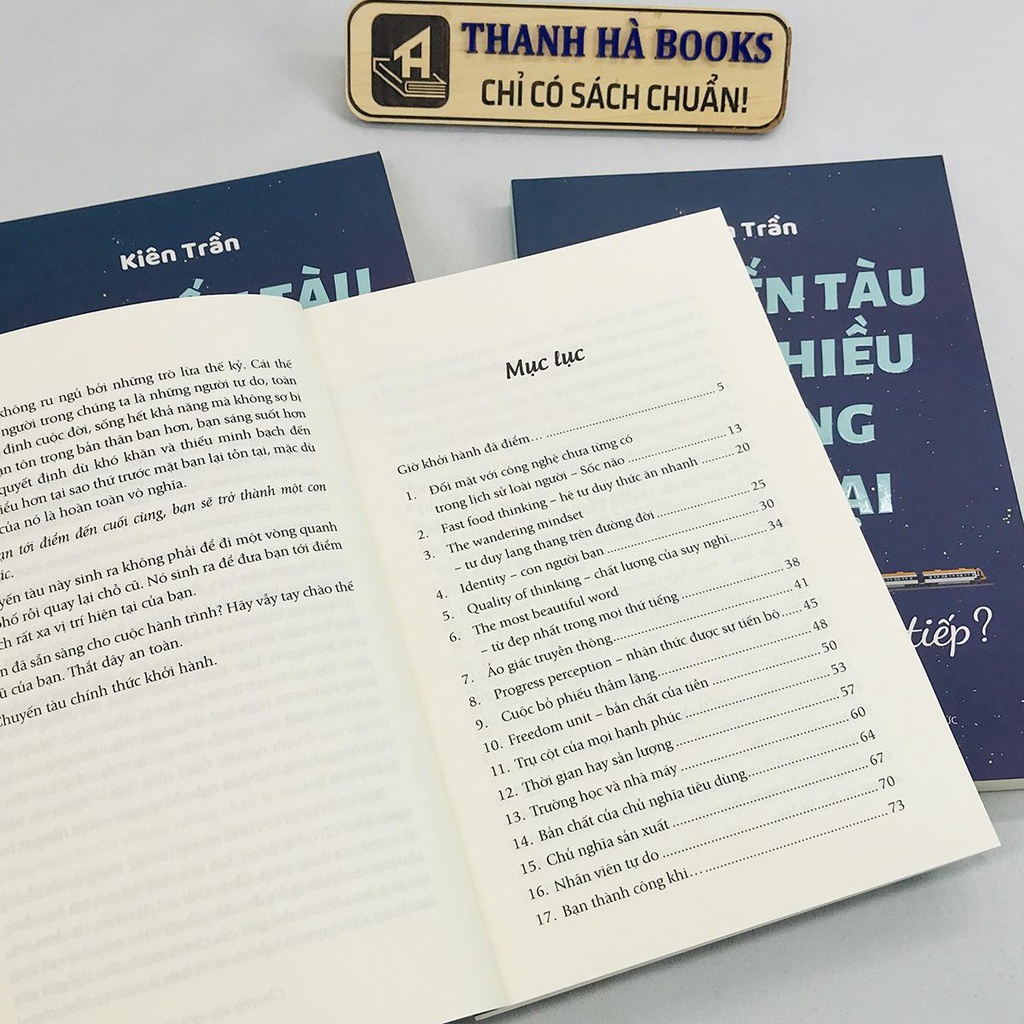 THANH HÀ BOOKS
CHỈ CÓ SÁCH CHUẨN!
Kiên Trần
TÀU
Trần
ẾN TÀU
HIỀU
NG
ẠI
tiếp?
không ru ngủ bởi những trò lừa thế kỷ. Cái thế
người trong chúng ta là những người tự do, toàn
định cuộc đời, sống hết khả năng mà không sợ bị
tôn trọng bản thân bạn hơn, bạn sáng suốt hơn
quyết định dù khó khăn và thiếu minh bạch đến
hiểu hơn tại sao thứ trước mặt bạn lại tồn tại, mặc dù
của nó là hoàn toàn vô nghĩa.
bạn tới điểm đến cuối cùng, bạn sẽ trở thành một con
tàu này sinh ra không phải để đi một vòng quanh
phố rồi quay lại chỗ cũ. Nó sinh ra để đưa bạn tới điểm
rất xa vị trí hiện tại của bạn.
đã sẵn sàng cho cuộc hành trình? Hãy vẫy tay chào thế
của bạn. Thắt dây an toàn.
Chuyến tàu chính thức khởi hành.
Mục lục
Giờ khởi hành đã điểm… 5
1. Đối mặt với công nghệ chưa từng có
trong lịch sử loài người – Sốc não 13
2. Fast food thinking – hệ tư duy thức ăn nhanh 20
3. The wandering mindset
– tư duy lang thang trên đường đời 25
4. Identity – con người bạn 30
5. Quality of thinking – chất lượng của suy nghĩ 34
6. The most beautiful word
– từ đẹp nhất trong mọi thứ tiếng 38
7. Ảo giác truyền thông 41
8. Progress perception – nhận thức được sự tiến bộ 45
9. Cuộc bỏ phiếu thầm lặng 48
10. Freedom unit – bản chất của tiền 50
11. Trụ cột của mọi hạnh phúc 53
12. Thời gian hay sản lượng 57
13. Trường học và nhà máy 60
14. Bản chất của chủ nghĩa tiêu dùng 64
15. Chủ nghĩa sản xuất 67
16. Nhân viên tự do 70
17. Bạn thành công khi… 73